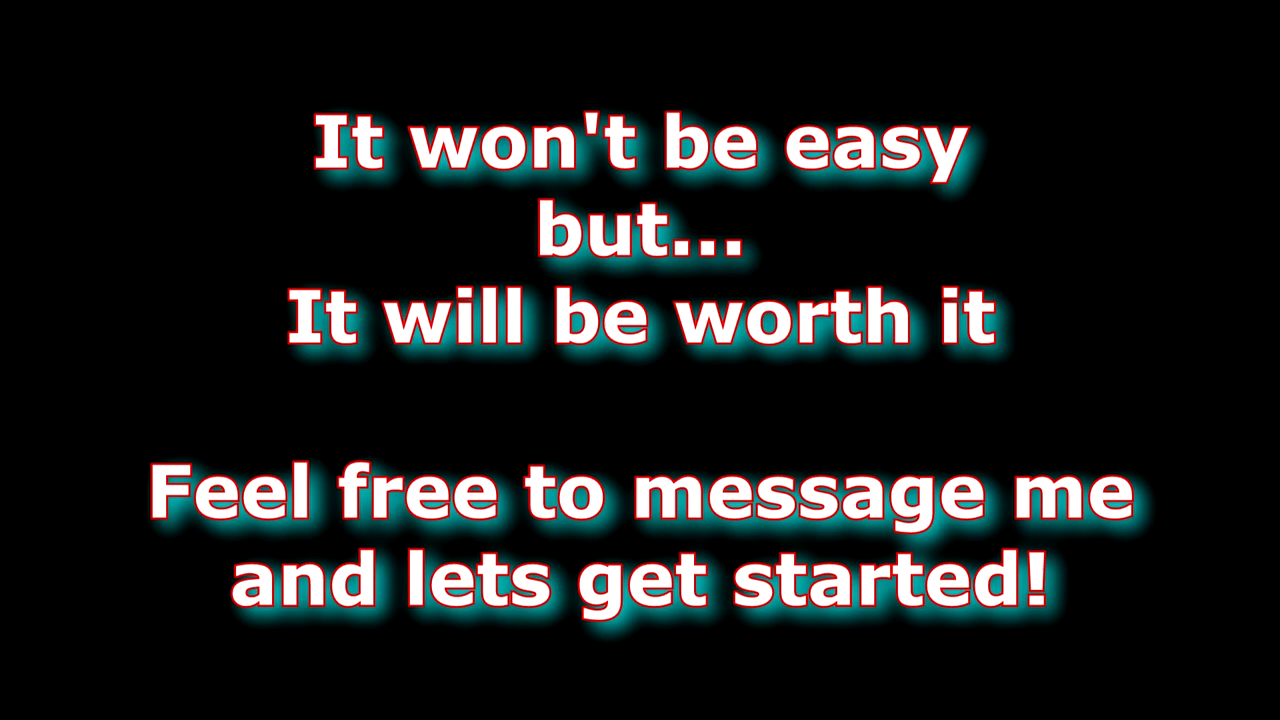 It won't be easy
but...
It will be worth it
Feel free to message me
and lets get started!